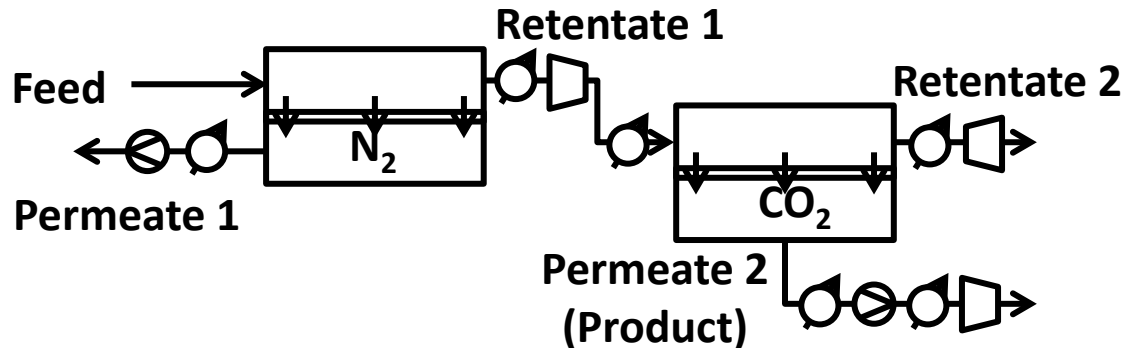 Retentate 1
Feed
Retentate 2
N₂
Permeate 1
CO₂
Permeate 2
(Product)